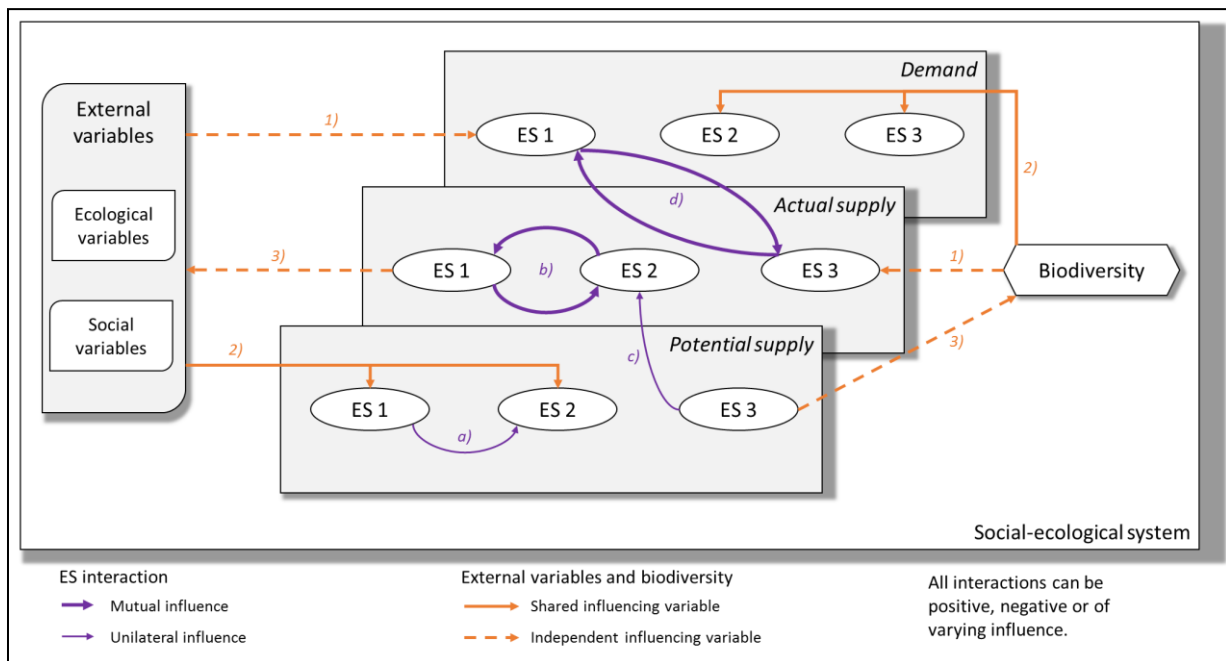 Demand
External
variables
1)
ES 1
ES 2
ES 3
2)
Ecological
variables
d)
Actual supply
3)
ES 1
b)
ES 2
ES 3
1)
Biodiversity
Social
variables
2)
Potential supply
c)
3)
ES 1
ES 2
ES 3
a)
Social-ecological system
ES interaction
Mutual influence
Unilateral influence
External variables and biodiversity
Shared influencing variable
Independent influencing variable
All interactions can be
positive, negative or of
varying influence.